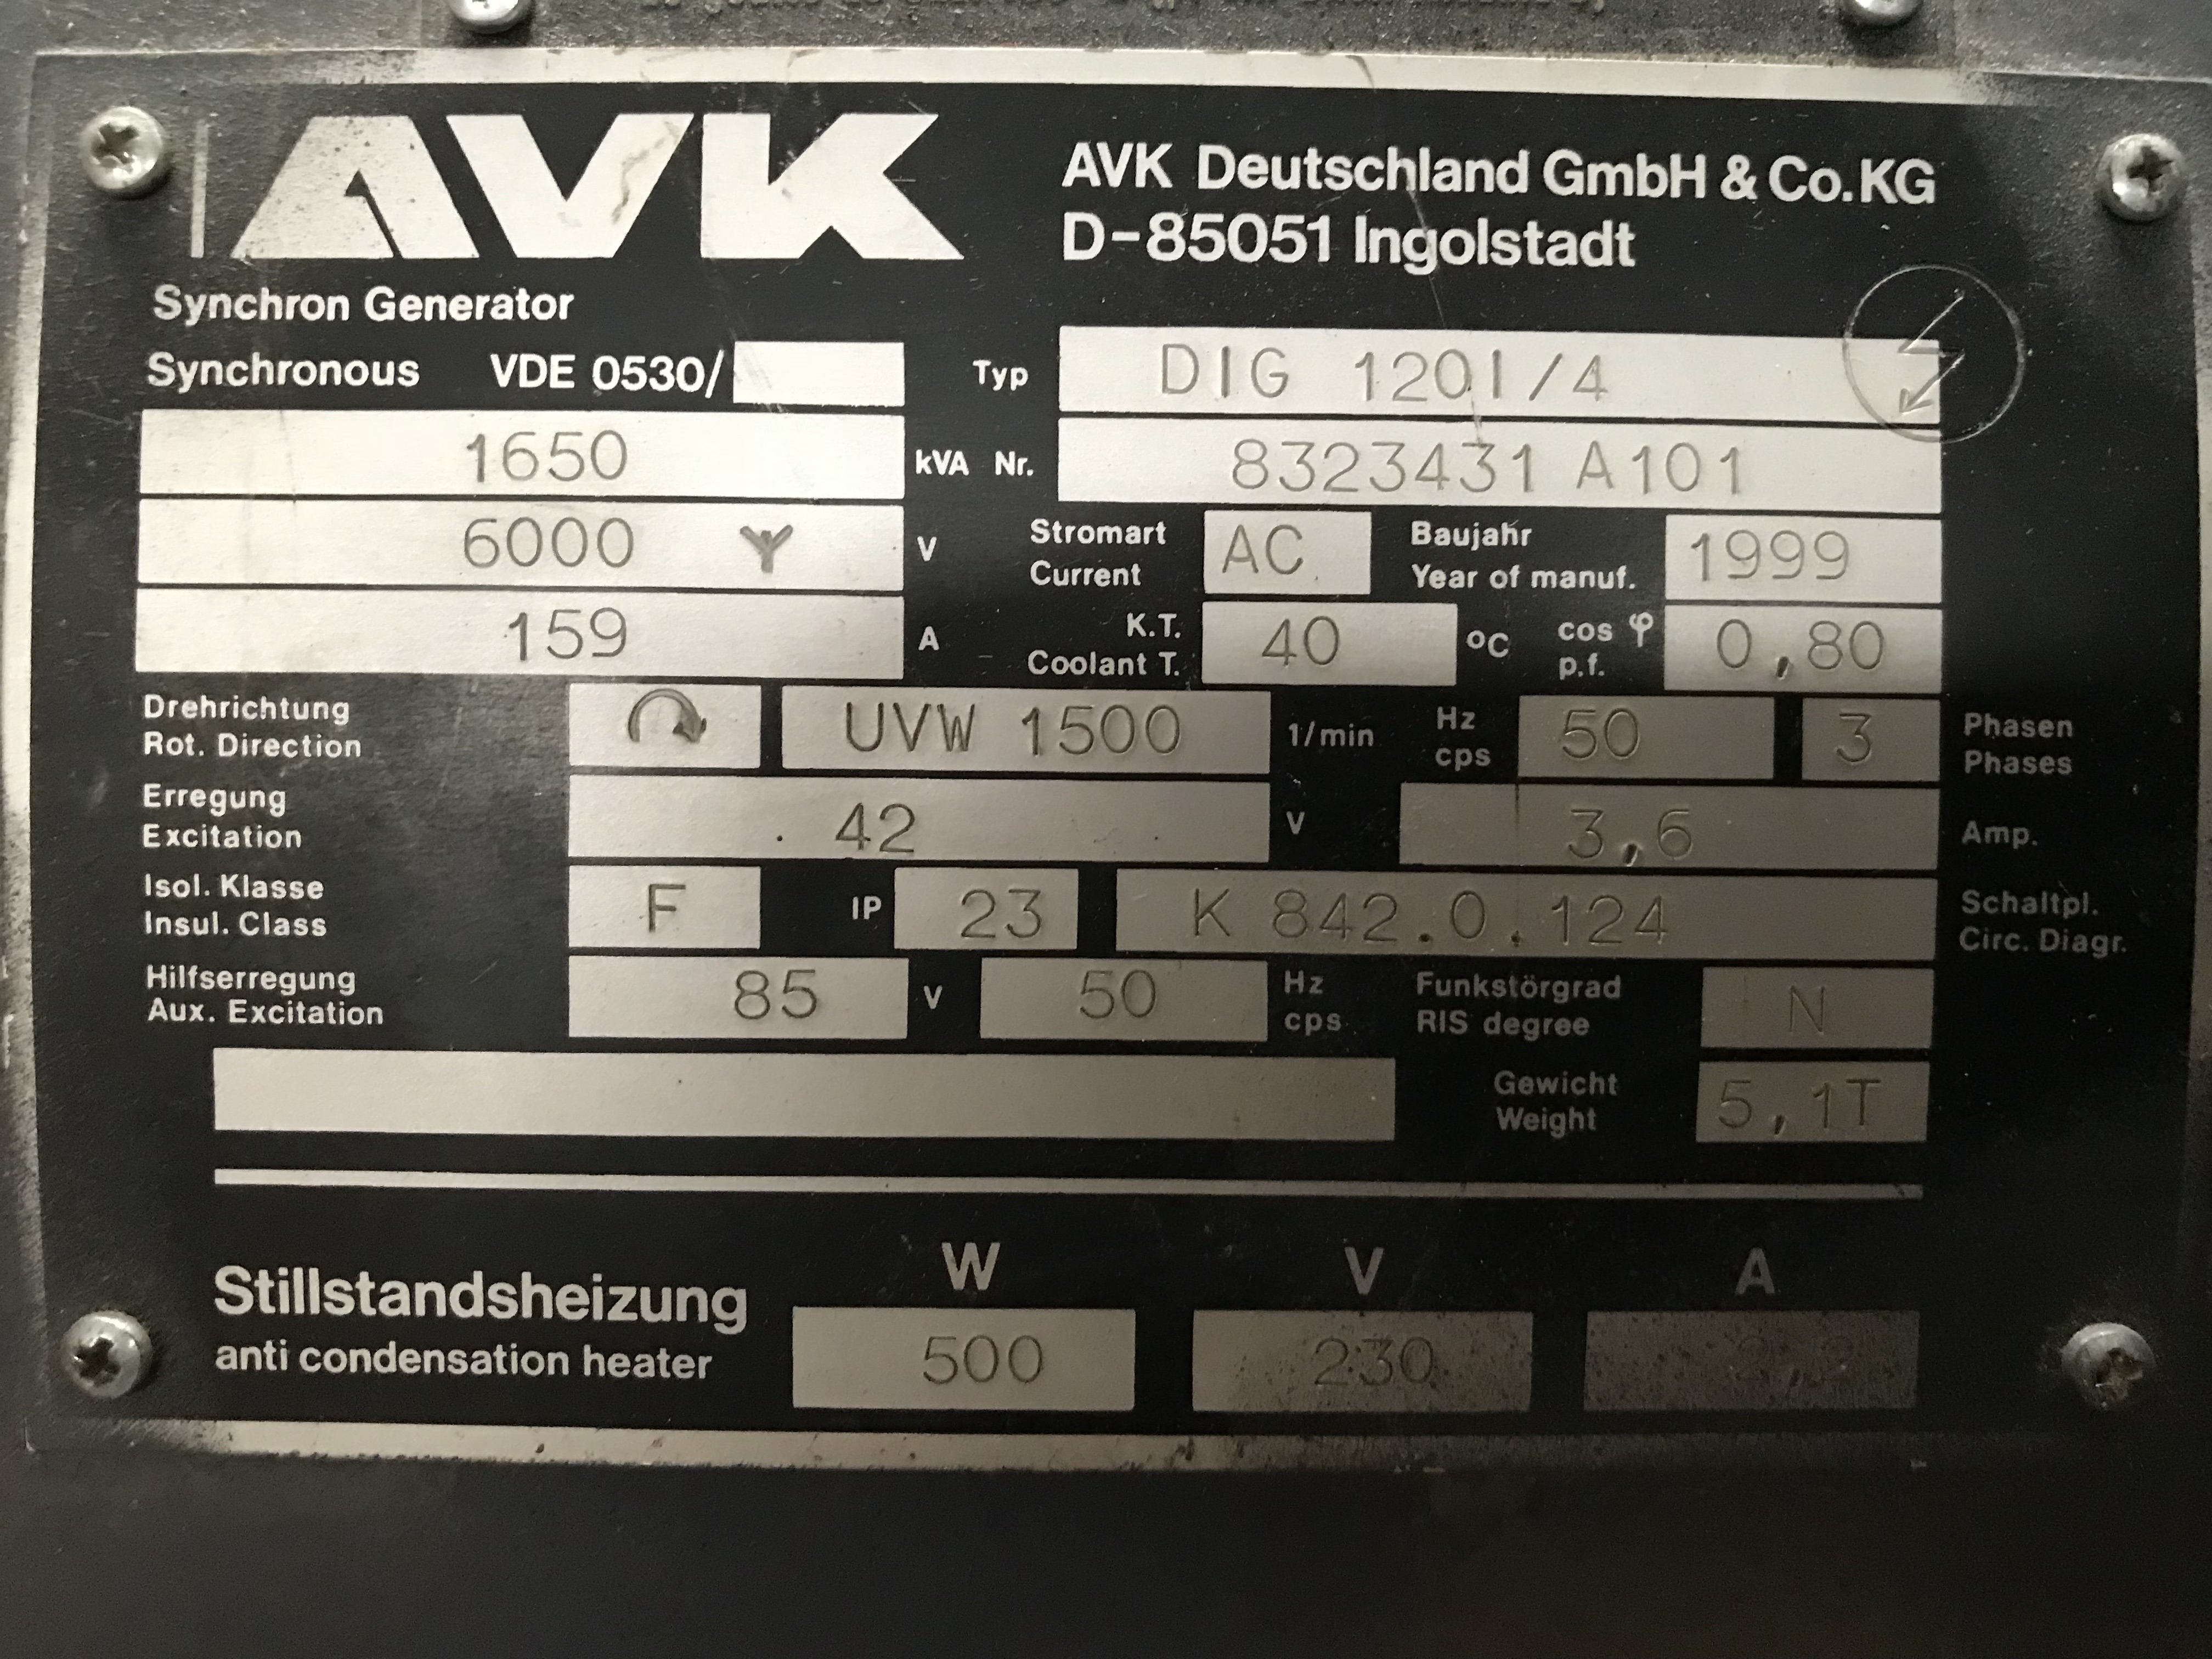 AVK
AVK Deutschland GmbH & Co.KG
D-85051 Ingolstadt
Synchron Generator
Synchronous VDE 0530/
Typ DIG 120I/4
1650 kVA Nr. 8323431 A101
6000 Y V Stromart AC Baujahr 1999
Current Year of manuf.
159 A K.T. 40 °C cos φ 0,80
Coolant T. p.f.
Drehrichtung UVW 1500 1/min Hz 50 3 Phasen
Rot. Direction cps Phases
Erregung 42 V 3,6 Amp.
Excitation
Isol. Klasse F IP 23 K 842.0.124 Schaltpl.
Insul. Class Circ. Diagr.
Hilfserregung 85 V 50 Hz Funkstörgrad N
Aux. Excitation cps RIS degree
Gewicht 5,1T
Weight
W V A
Stillstandsheizung 500 230 2,2
anti condensation heater